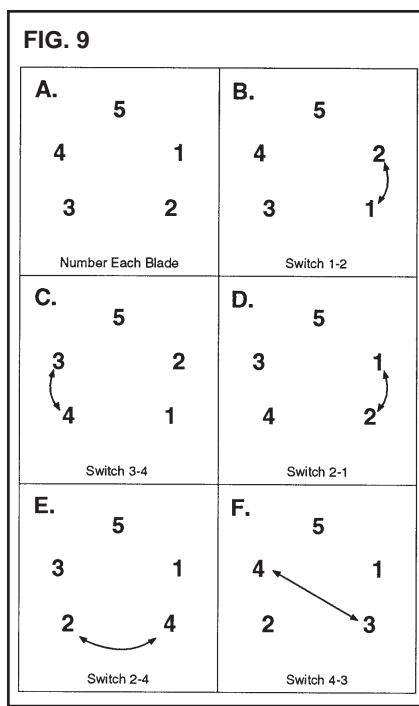 FIG. 9
A.
5
4 1
3 2
Number Each Blade
B.
5
4 2
3 1
Switch 1-2
C.
5
3 2
4 1
Switch 3-4
D.
5
3 1
4 2
Switch 2-1
E.
5
3 1
2 4
Switch 2-4
F.
5
4 1
2 3
Switch 4-3